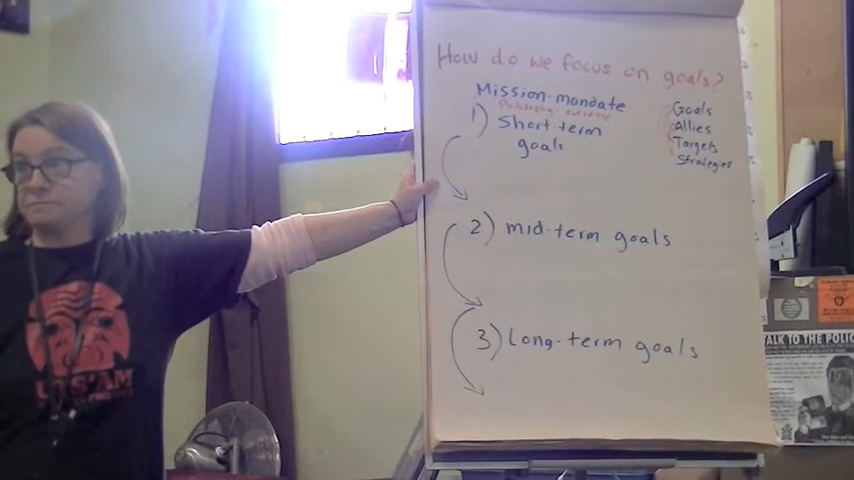 How do we focus on goals?
Mission-mandate
Philosophy-outcome
1) Short term
goals
Goals
Allies
Targets
Strategies
2) mid-term goals
3) Long-term goals
TALK TO THE POLICE